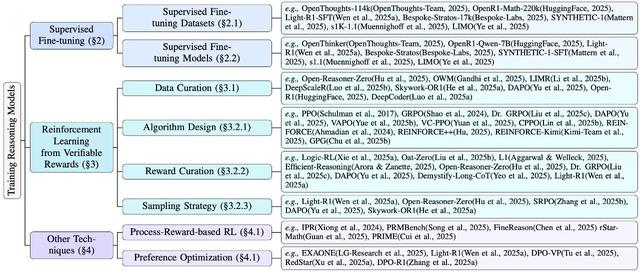 Training Reasoning Models
Supervised Fine-
tuning (§2)
Supervised Fine-
tuning Datasets (§2.1)
e.g., OpenThoughts-114k(OpenThoughts-Team, 2025), OpenR1-Math-220k(HuggingFace, 2025),
Light-R1-SFT(Wen et al., 2025a), Bespoke-Stratos-17k(Bespoke-Labs, 2025), SYNTHETIC-1(Mattern
et al., 2025), s1K-1.1(Muennighoff et al., 2025), LIMO(Ye et al., 2025)
Supervised Fine-
tuning Models (§2.2)
e.g., OpenThinker(OpenThoughts-Team, 2025), OpenR1-Qwen-7B(HuggingFace, 2025), Light-
R1(Wen et al., 2025a), Bespoke-Stratos(Bespoke-Labs, 2025), SYNTHETIC-1-SFT(Mattern et al.,
2025), s1.1(Muennighoff et al., 2025), LIMO(Ye et al., 2025)
Reinforcement
Learning
from Verifiable
Rewards (§3)
Data Curation (§3.1)
e.g., Open-Reasoner-Zero(Hu et al., 2025), OWM(Gandhi et al., 2025), LIMR(Li et al., 2025b),
DeepScaleR(Luo et al., 2025b), Skywork-OR1(He et al., 2025a), DAPO(Yu et al., 2025), Open-
R1(HuggingFace, 2025), DeepCoder(Luo et al., 2025a)
Algorithm Design (§3.2.1)
e.g., PPO(Schulman et al., 2017), GRPO(Shao et al., 2024), Dr. GRPO(Liu et al., 2025c), DAPO(Yu
et al., 2025), VAPO(Yue et al., 2025b), VC-PPO(Yuan et al., 2025), CPPO(Lin et al., 2025b), REIN-
FORCE(Ahmadian et al., 2024), REINFORCE++(Hu, 2025), REINFORCE-Kimi(Kimi-Team et al.,
2025), GPG(Chu et al., 2025b)
Reward Curation (§3.2.2)
e.g., Logic-RL(Xie et al., 2025a), Oat-Zero(Liu et al., 2025b), L1(Aggarwal & Welleck, 2025),
Efficient-Reasoning(Arora & Zanette, 2025), Open-Reasoner-Zero(Hu et al., 2025), Dr. GRPO(Liu
et al., 2025c), DAPO(Yu et al., 2025), Demystify-Long-CoT(Yeo et al., 2025), Light-R1(Wen et al.,
2025a)
Sampling Strategy (§3.2.3)
e.g., Light-R1(Wen et al., 2025a), Open-Reasoner-Zero(Hu et al., 2025), SRPO(Zhang et al., 2025b),
DAPO(Yu et al., 2025), Skywork-OR1(He et al., 2025a)
Other Tech-
niques (§4)
Process-Reward-based RL (§4.1)
e.g., IPR(Xiong et al., 2024), PRMBench(Song et al., 2025), FineReason(Chen et al., 2025) rStar-
Math(Guan et al., 2025), PRIME(Cui et al., 2025)
Preference Optimization (§4.1)
e.g., EXAONE(LG-Research et al., 2025), Light-R1(Wen et al., 2025a), DPO-VP(Tu et al., 2025),
RedStar(Xu et al., 2025a), DPO-R1(Zhang et al., 2025a)